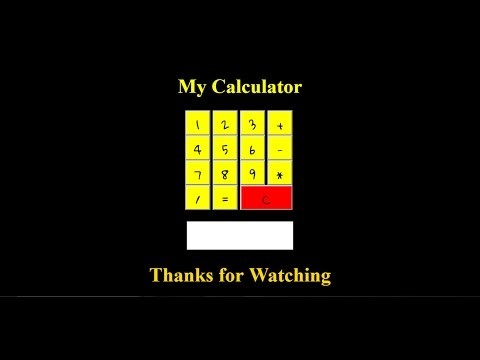 My Calculator
1 2 3 +
4 5 6 -
7 8 9 *
/ = C
Thanks for Watching